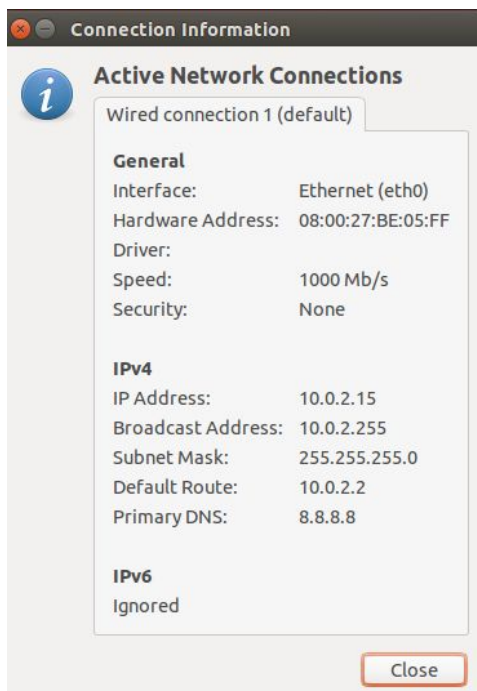 Connection Information
Active Network Connections
Wired connection 1 (default)
General
Interface: Ethernet (eth0)
Hardware Address: 08:00:27:BE:05:FF
Driver:
Speed: 1000 Mb/s
Security: None
IPv4
IP Address: 10.0.2.15
Broadcast Address: 10.0.2.255
Subnet Mask: 255.255.255.0
Default Route: 10.0.2.2
Primary DNS: 8.8.8.8
IPv6
Ignored
Close